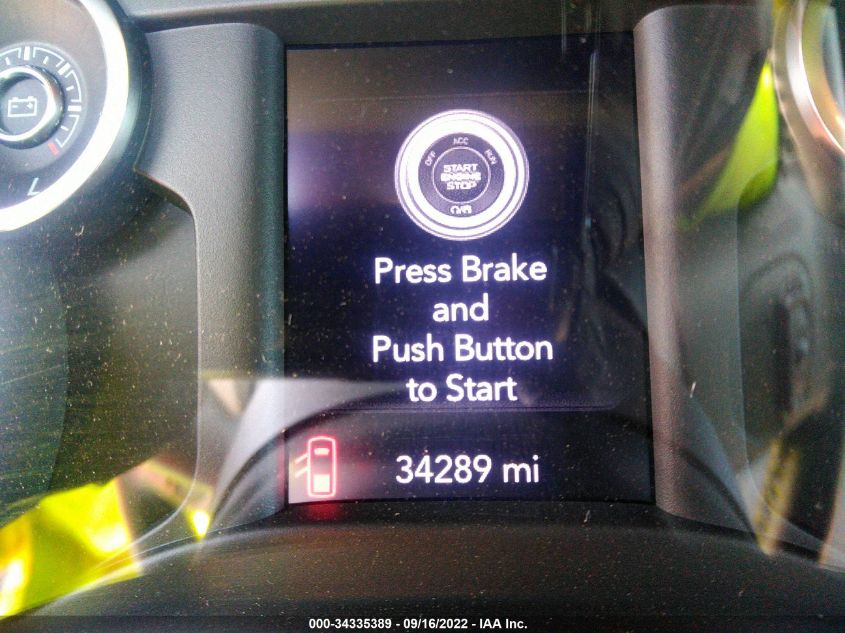 OFF ACC RUN
START
ENGINE
STOP
Press Brake
and
Push Button
to Start
34289 mi
000-34335389 - 09/16/2022 - IAA Inc.